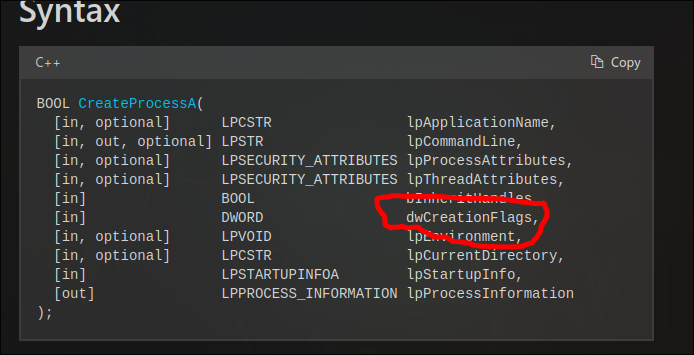 Syntax
C++ Copy
BOOL CreateProcessA(
[in, optional] LPCSTR lpApplicationName,
[in, out, optional] LPSTR lpCommandLine,
[in, optional] LPSECURITY_ATTRIBUTES lpProcessAttributes,
[in, optional] LPSECURITY_ATTRIBUTES lpThreadAttributes,
[in] BOOL bInheritHandles
[in] DWORD dwCreationFlags,
[in, optional] LPVOID lpEnvironment,
[in, optional] LPCSTR lpCurrentDirectory,
[in] LPSTARTUPINFOA lpStartupInfo,
[out] LPPROCESS_INFORMATION lpProcessInformation
);